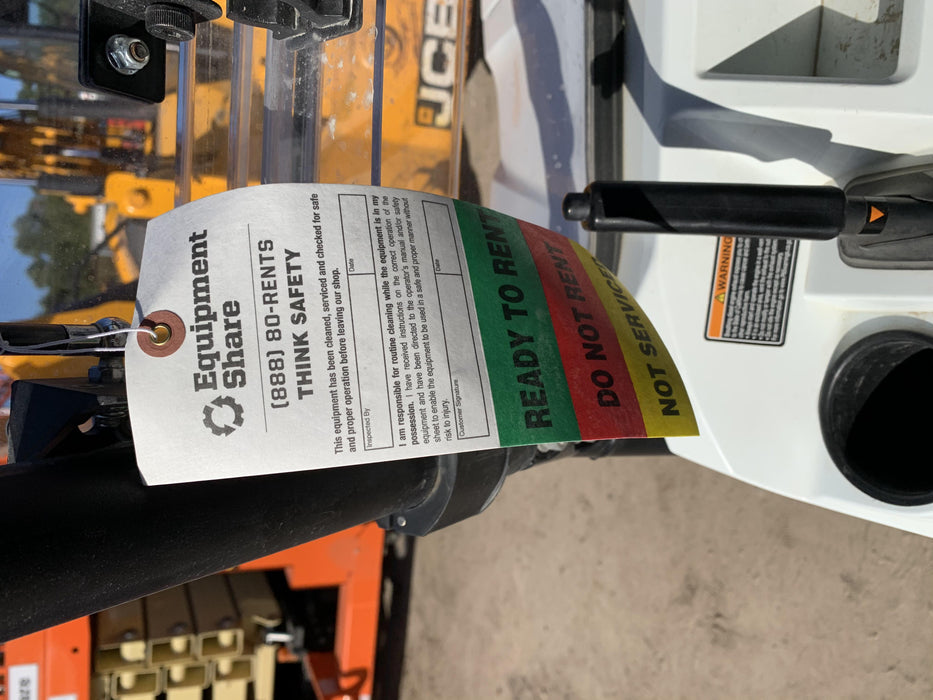 Equipment
Share
(888) 80-RENTS
THINK SAFETY
This equipment has been cleaned, serviced and checked for safe
and proper operation before leaving our shop.
Inspected By
Date
I am responsible for routine cleaning while the equipment is in my
possession. I have received instructions on the correct operation of the
equipment and have been directed in the operator's manual and/or safety
sheet to enable the equipment to be used in a safe and proper manner without
risk to injury.
Customer Signature
Date
READY TO RENT
DO NOT RENT
NOT SERVICED
JCB
WARNING